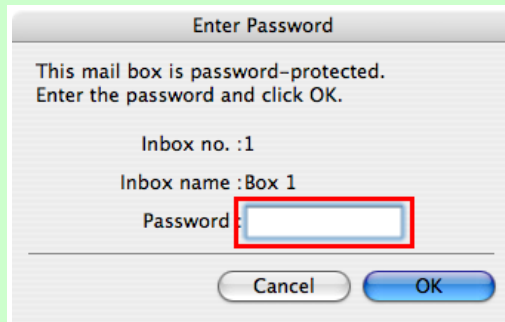 Enter Password
This mail box is password-protected.
Enter the password and click OK.
Inbox no. :1
Inbox name :Box 1
Password :
Cancel OK